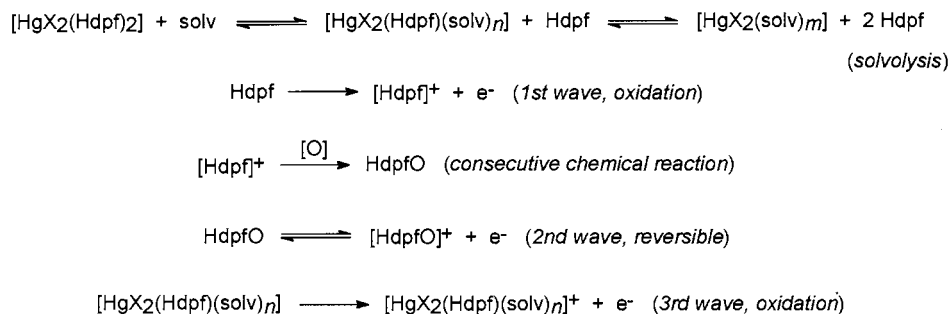 [HgX2(Hdpf)2] + solv ⇌ [HgX2(Hdpf)(solv)n] + Hdpf ⇌ [HgX2(solv)m] + 2 Hdpf
(solvolysis)
Hdpf → [Hdpf]+ + e- (1st wave, oxidation)
[O]
[Hdpf]+ → HdpfO (consecutive chemical reaction)
HdpfO ⇌ [HdpfO]+ + e- (2nd wave, reversible)
[HgX2(Hdpf)(solv)n] → [HgX2(Hdpf)(solv)n]+ + e- (3rd wave, oxidation)